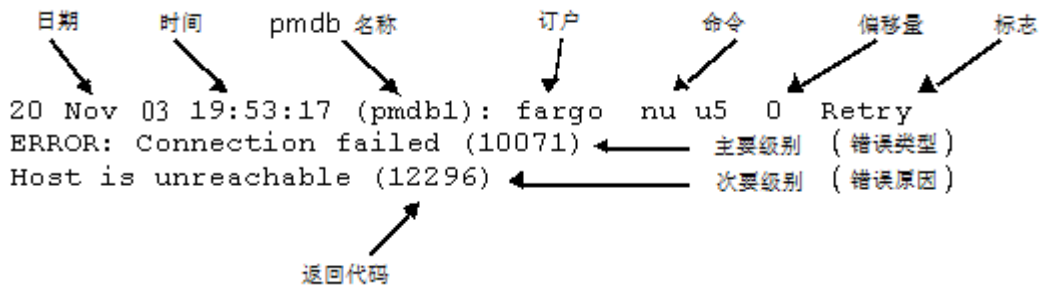 日期 时间 pmdb 名称 订户 命令 偏移量 标志
20 Nov 03 19:53:17 (pmdb1): fargo nu u5 0 Retry
ERROR: Connection failed (10071) 主要级别 (错误类型)
Host is unreachable (12296) 次要级别 (错误原因)
返回代码